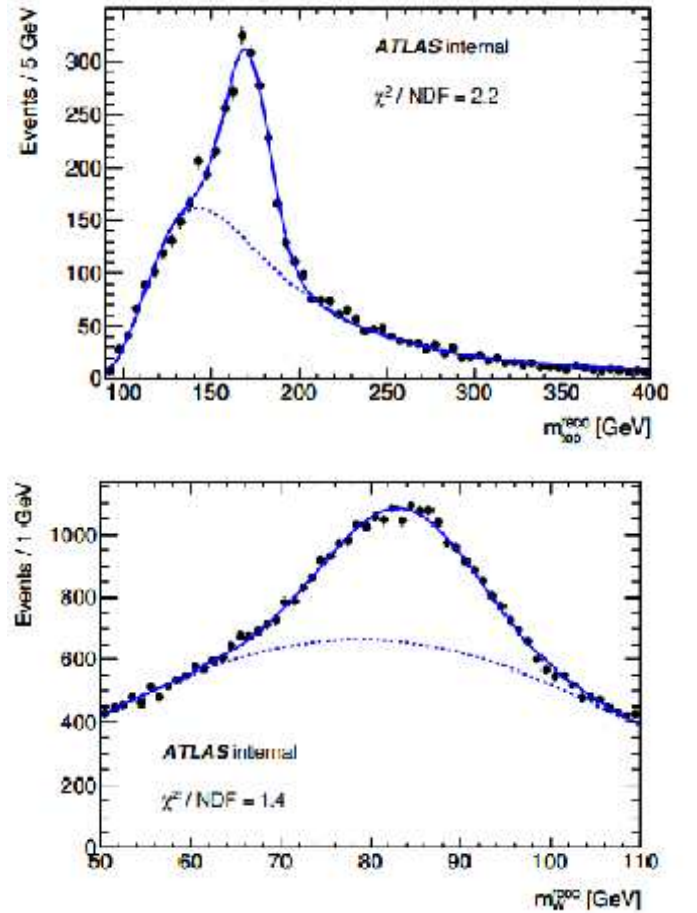 Events / 5 GeV
300
250
200
150
100
50
0
ATLAS internal
χ² / NDF = 2.2
100 150 200 250 300 350 400
m_top^reco [GeV]
Events / 1 GeV
1000
800
600
400
200
0
ATLAS internal
χ² / NDF = 1.4
50 60 70 80 90 100 110
m_W^reco [GeV]